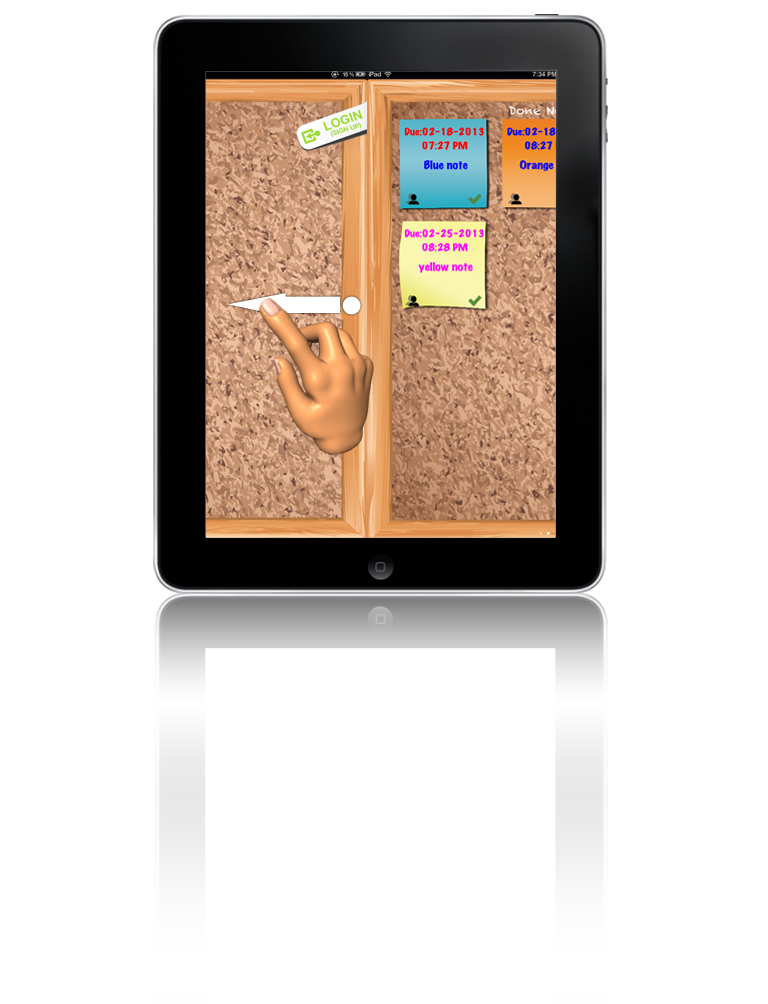 15% iPad 7:34 PM
LOGIN
(SIGN UP)
Done N
Due:02-18-2013
07:27 PM
Blue note
Due:02-18
08:27
Orange
Due:02-25-2013
08:28 PM
yellow note